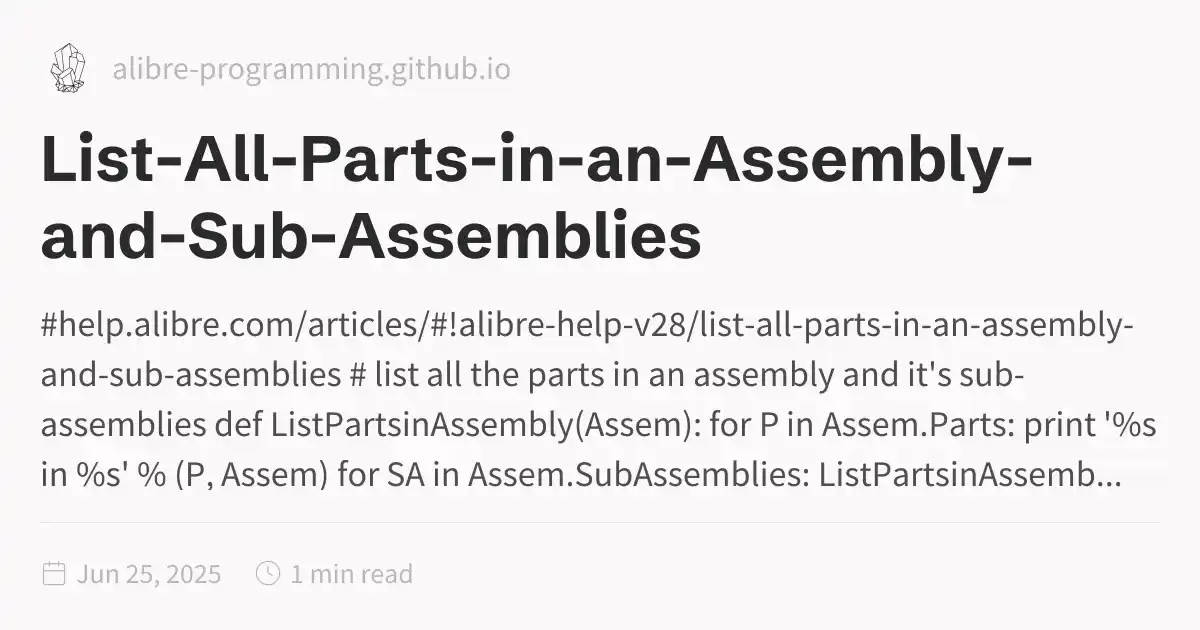 alibre-programming.github.io
List-All-Parts-in-an-Assembly-
and-Sub-Assemblies
#help.alibre.com/articles/#!alibre-help-v28/list-all-parts-in-an-assembly-
and-sub-assemblies # list all the parts in an assembly and it's sub-
assemblies def ListPartsinAssembly(Assem): for P in Assem.Parts: print '%s
in %s' % (P, Assem) for SA in Assem.SubAssemblies: ListPartsinAssemb...
Jun 25, 2025 1 min read